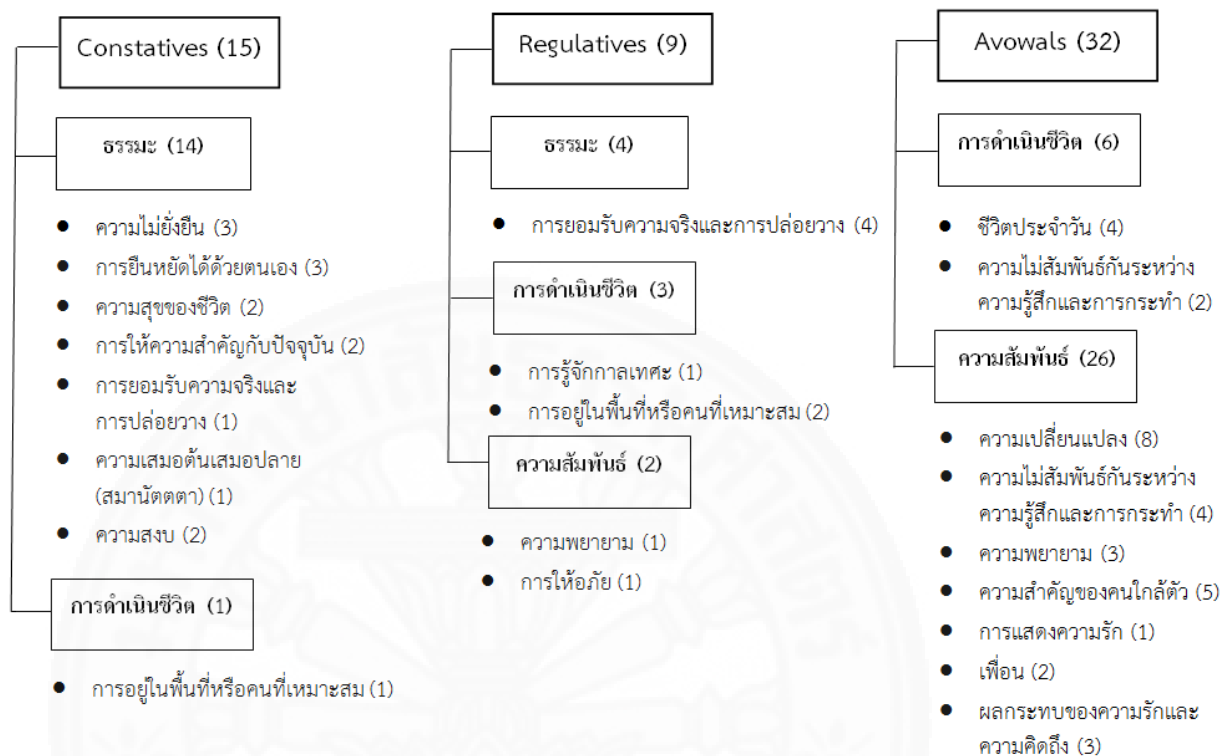 Constatives (15)
ธรรมะ (14)
● ความไม่ยั่งยืน (3)
● การยืนหยัดได้ด้วยตนเอง (3)
● ความสุขของชีวิต (2)
● การให้ความสำคัญกับปัจจุบัน (2)
● การยอมรับความจริงและ
การปล่อยวาง (1)
● ความเสมอต้นเสมอปลาย
(สมานัตตตา) (1)
● ความสงบ (2)
การดำเนินชีวิต (1)
● การอยู่ในพื้นที่หรือคนที่เหมาะสม (1)
Regulatives (9)
ธรรมะ (4)
● การยอมรับความจริงและการปล่อยวาง (4)
การดำเนินชีวิต (3)
● การรู้จักกาลเทศะ (1)
● การอยู่ในพื้นที่หรือคนที่เหมาะสม (2)
ความสัมพันธ์ (2)
● ความพยายาม (1)
● การให้อภัย (1)
Avowals (32)
การดำเนินชีวิต (6)
● ชีวิตประจำวัน (4)
● ความไม่สัมพันธ์กันระหว่าง
ความรู้สึกและการกระทำ (2)
ความสัมพันธ์ (26)
● ความเปลี่ยนแปลง (8)
● ความไม่สัมพันธ์กันระหว่าง
ความรู้สึกและการกระทำ (4)
● ความพยายาม (3)
● ความสำคัญของคนใกล้ตัว (5)
● การแสดงความรัก (1)
● เพื่อน (2)
● ผลกระทบของความรักและ
ความคิดถึง (3)